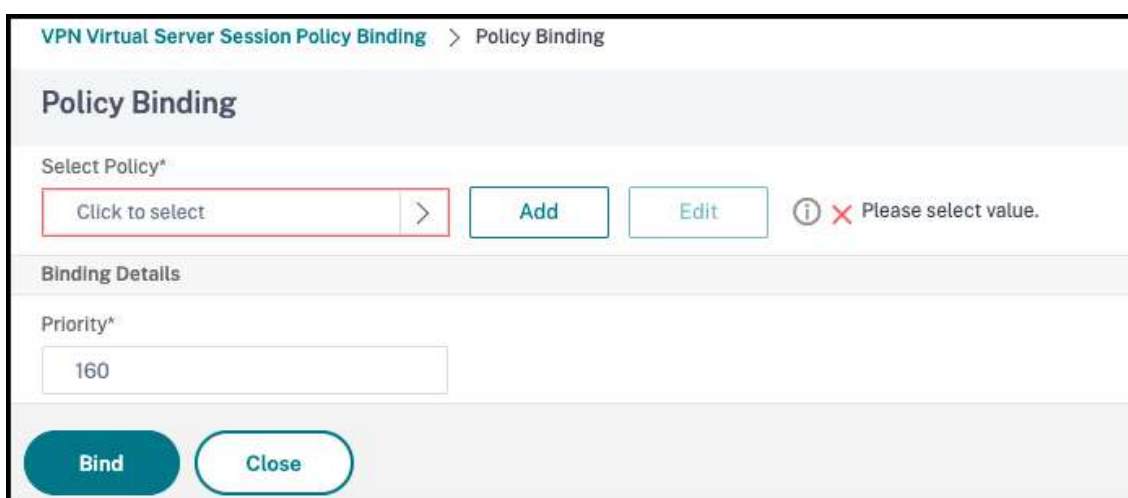 VPN Virtual Server Session Policy Binding > Policy Binding
Policy Binding
Select Policy*
Click to select > Add Edit Please select value.
Binding Details
Priority*
160
Bind Close